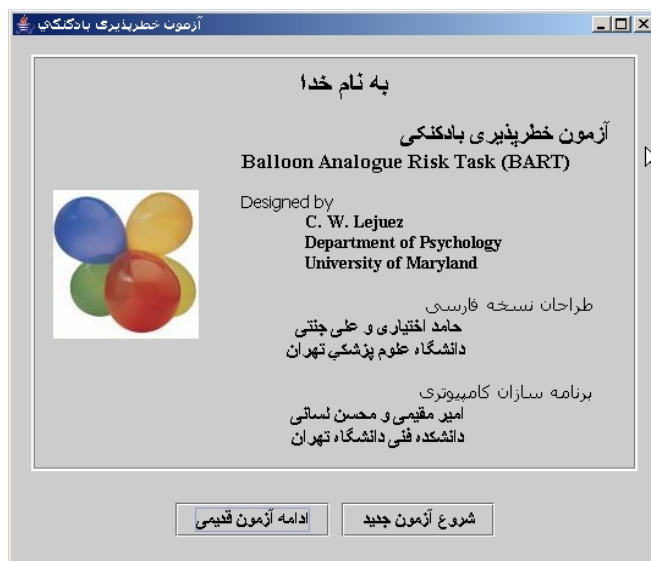 آزمون خطرپذیری بادکنکي
به نام خدا
آزمون خطرپذیری بادکنکی
Balloon Analogue Risk Task (BART)
Designed by
C. W. Lejuez
Department of Psychology
University of Maryland
طراحان نسخه فارسی
حامد اختیاری و علی جنتی
دانشگاه علوم پزشکي تهران
برنامه سازان کامپیوتری
امیر مقیمی و محسن لسانی
دانشکده فنی دانشگاه تهران
شروع آزمون جدید
ادامه آزمون قدیمی